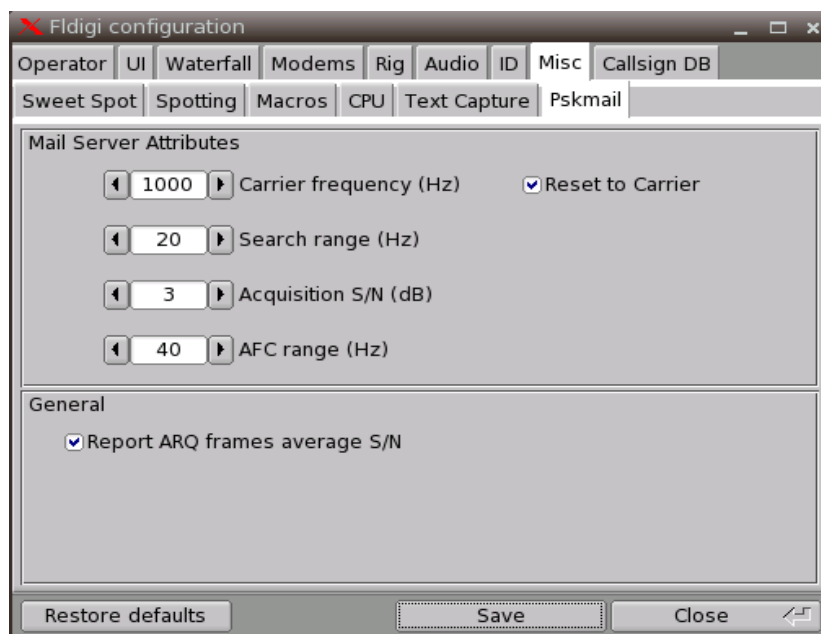 Fldigi configuration
Operator UI Waterfall Modems Rig Audio ID Misc Callsign DB
Sweet Spot Spotting Macros CPU Text Capture Pskmail
Mail Server Attributes
1000 Carrier frequency (Hz) Reset to Carrier
20 Search range (Hz)
3 Acquisition S/N (dB)
40 AFC range (Hz)
General
Report ARQ frames average S/N
Restore defaults Save Close